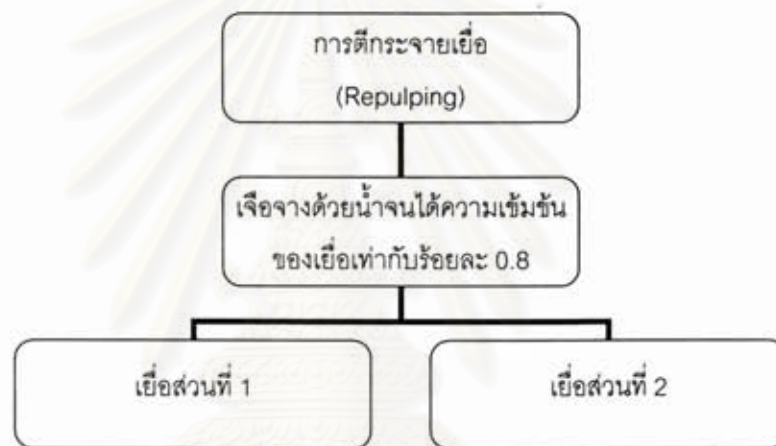 การตีกระจายเยื่อ
(Repulping)
เจือจางด้วยน้ำจนได้ความเข้มข้น
ของเยื่อเท่ากับร้อยละ 0.8
เยื่อส่วนที่ 1
เยื่อส่วนที่ 2